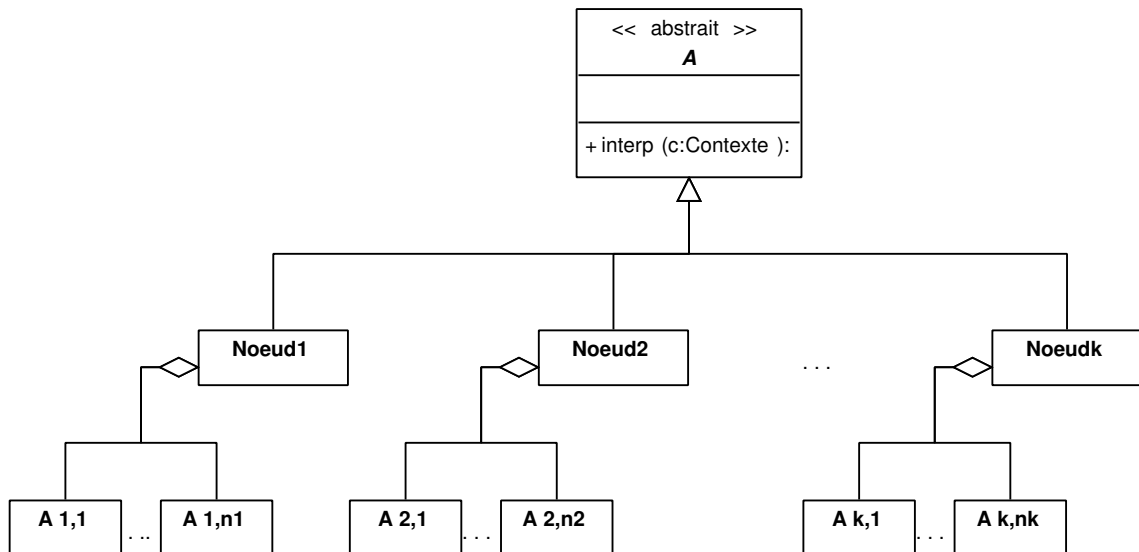 << abstrait >>
A
+ interp (c:Contexte ):
Noeud1
Noeud2
. . .
Noeudk
A 1,1
. ..
A 1,n1
A 2,1
. . .
A 2,n2
A k,1
. . .
A k,nk